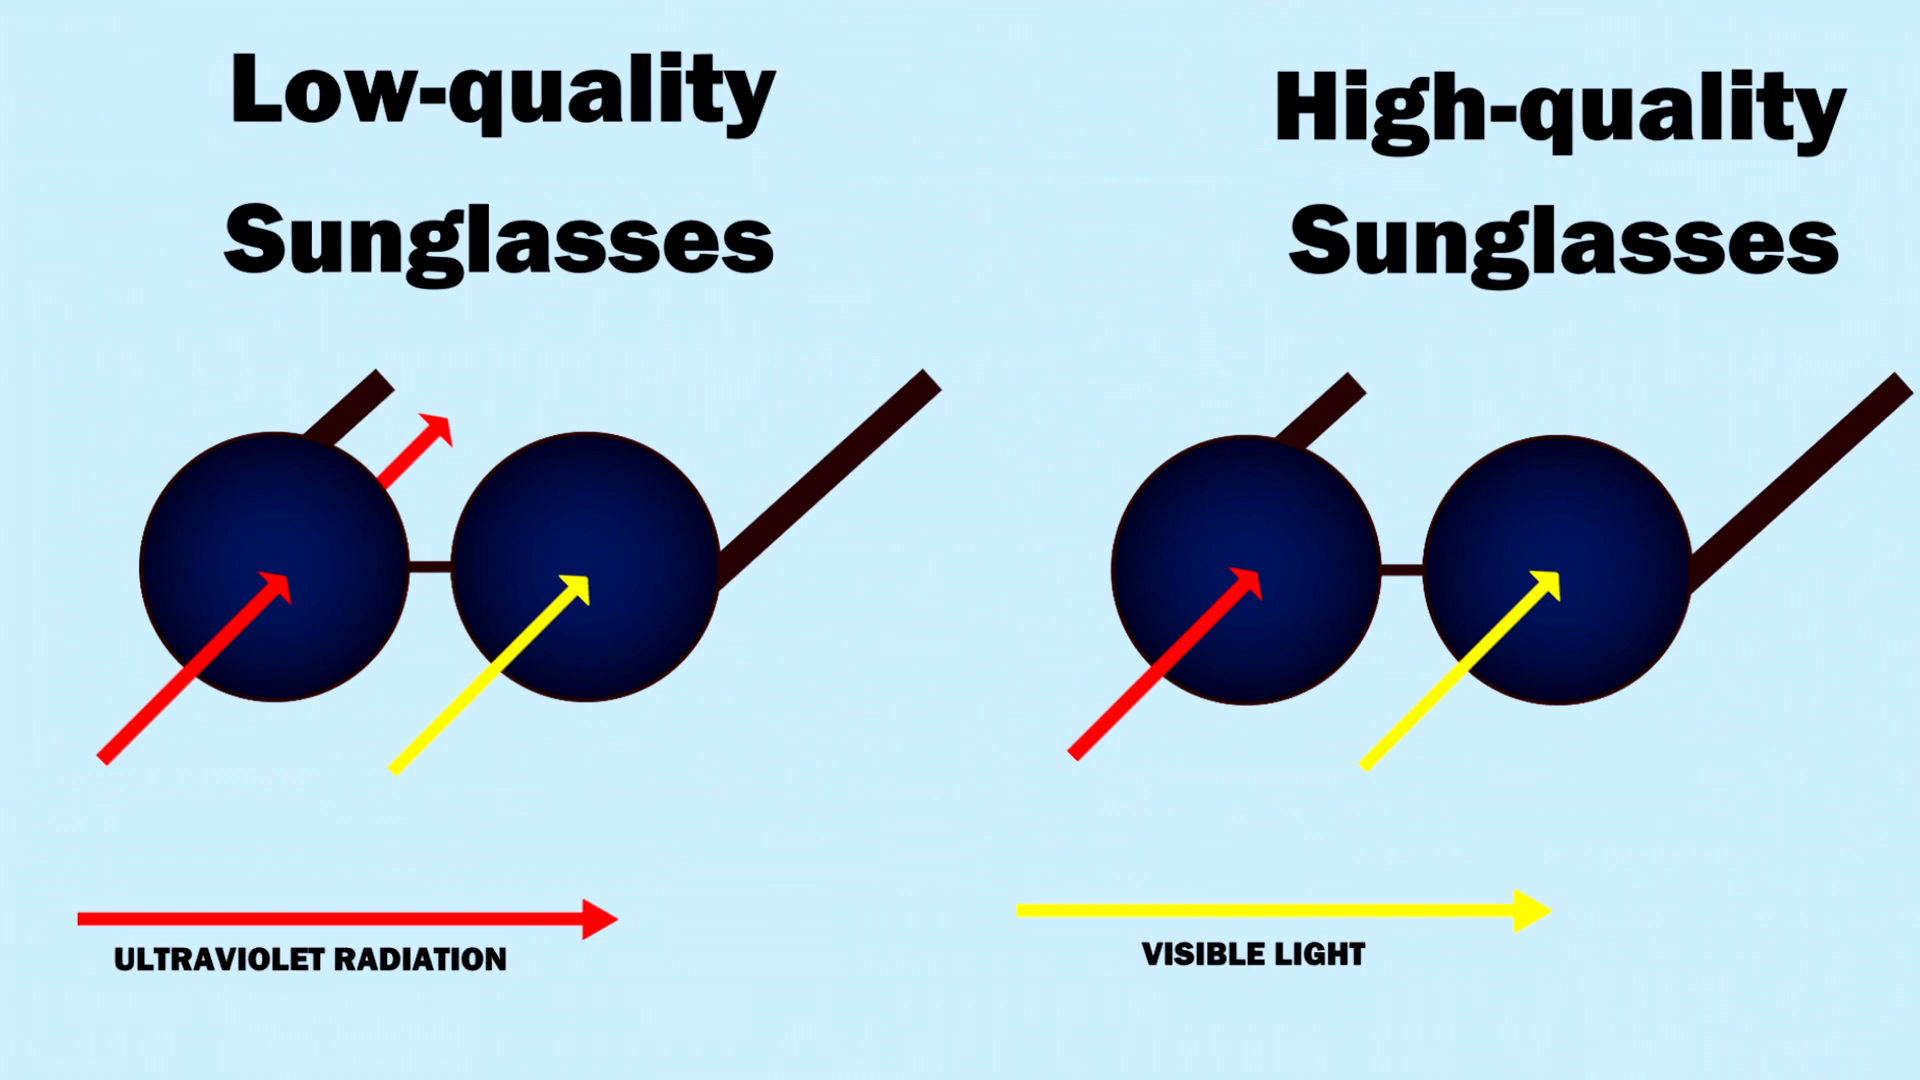 Low-quality
Sunglasses
High-quality
Sunglasses
ULTRAVIOLET RADIATION
VISIBLE LIGHT